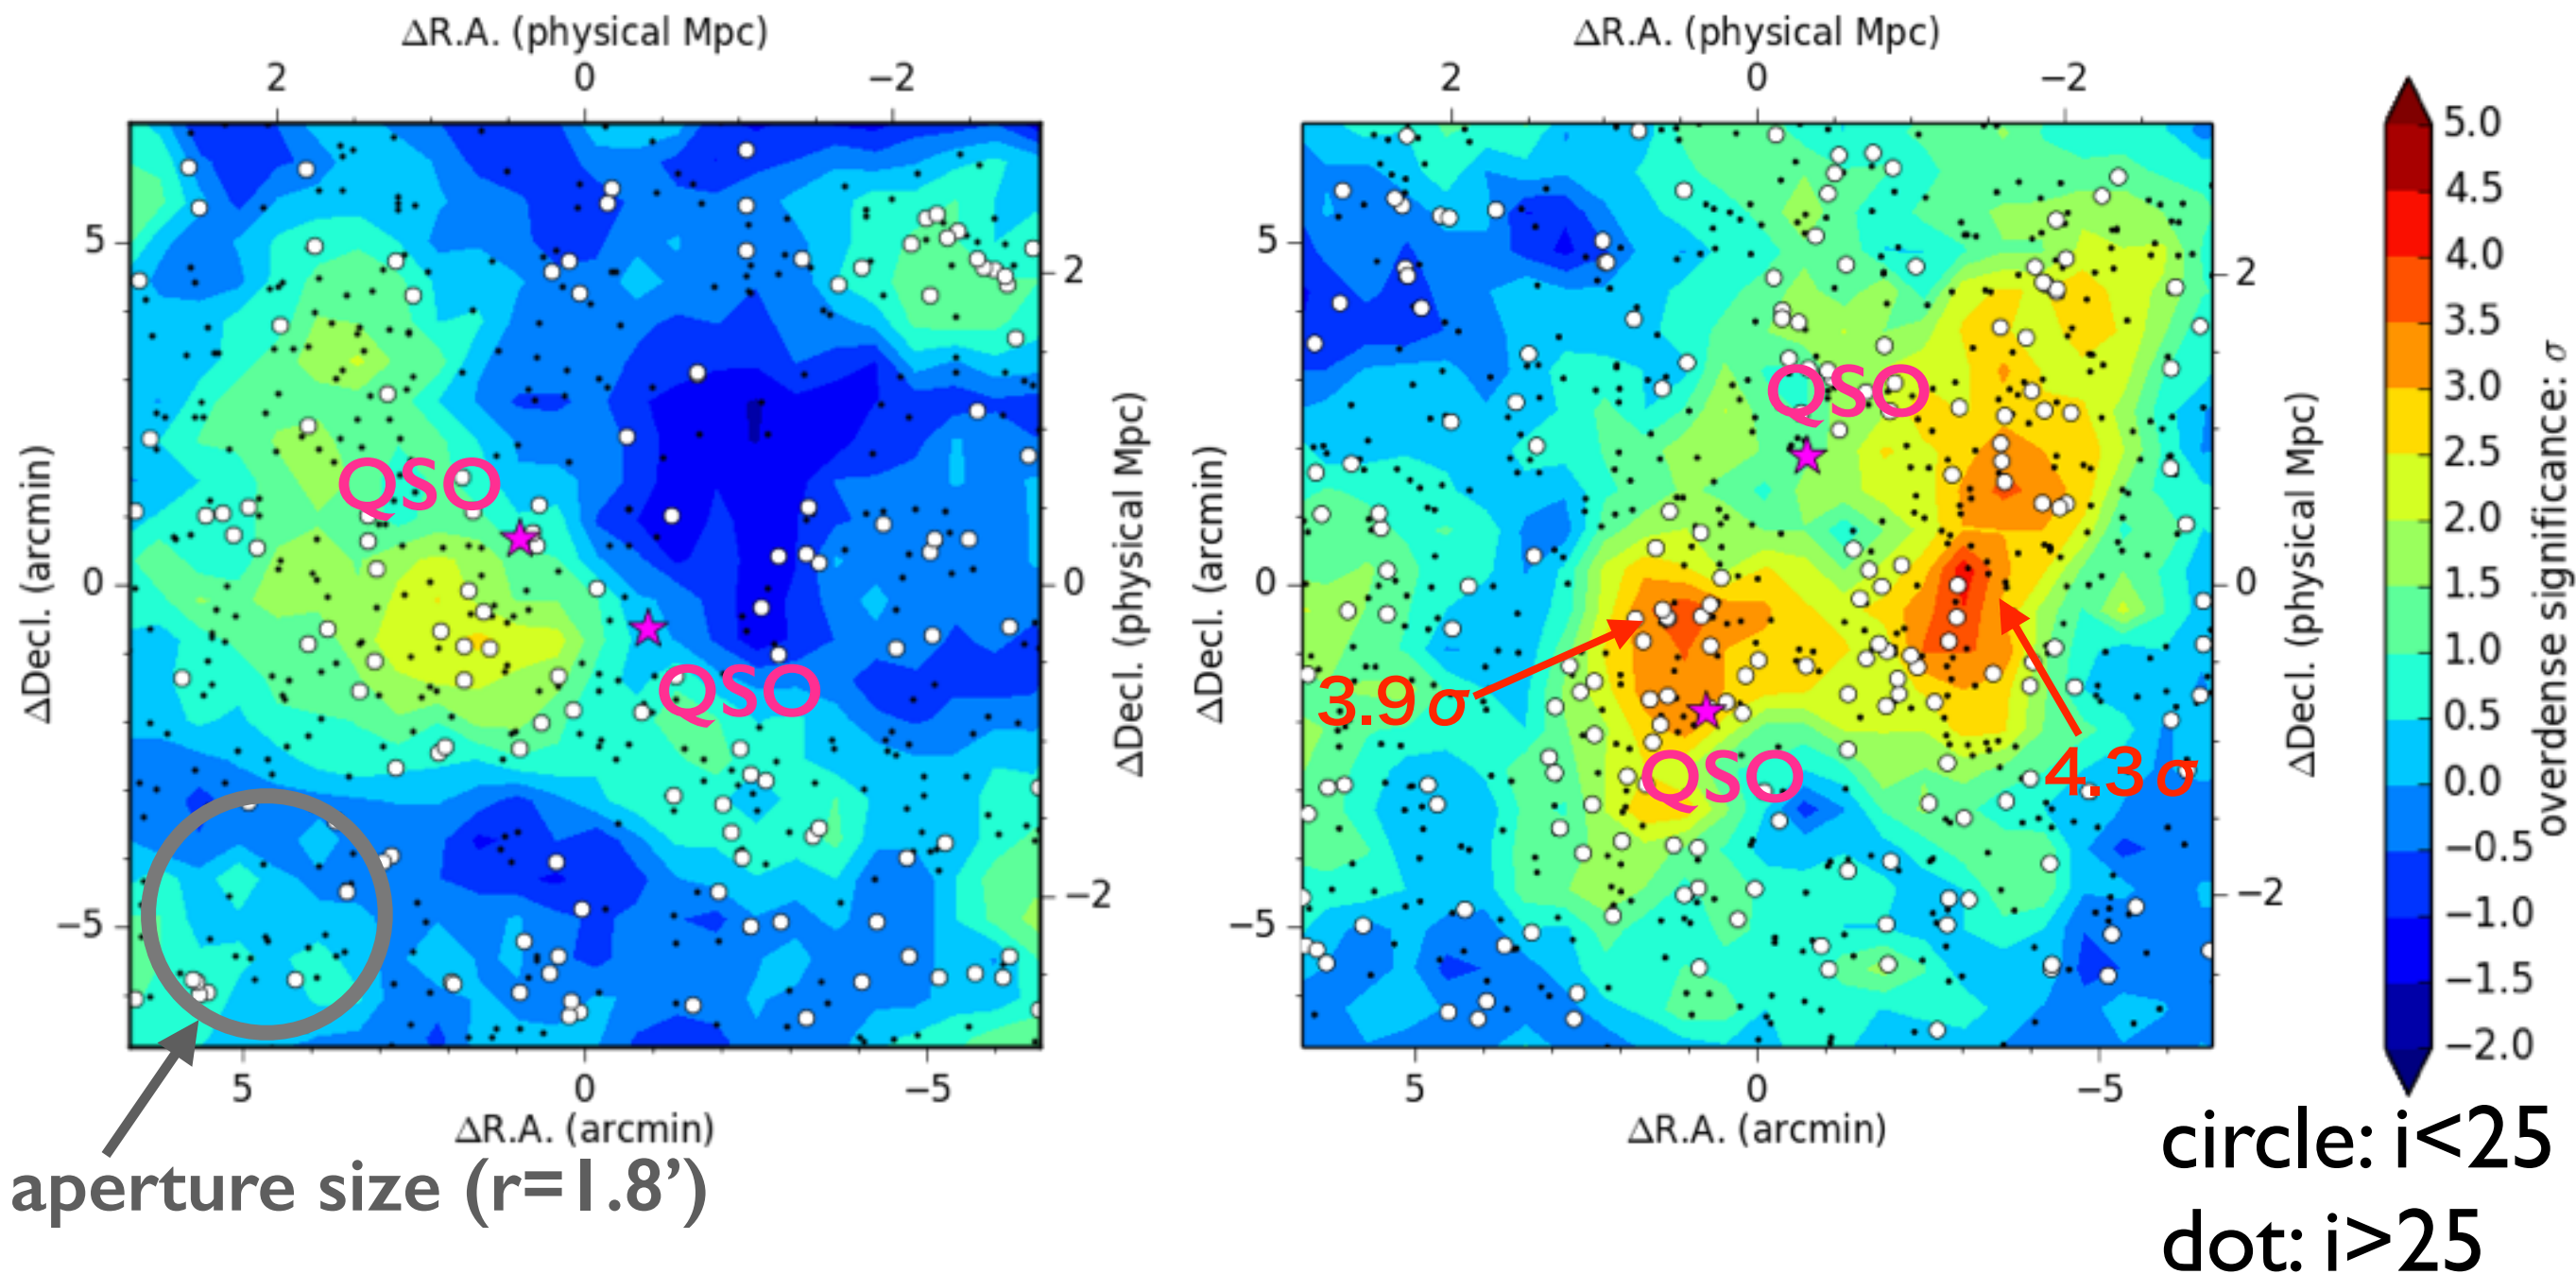 ΔR.A. (physical Mpc)
2 0 −2
5
0
−5
ΔDecl. (arcmin)
2
0
−2
ΔDecl. (physical Mpc)
QSO
QSO
5 0 −5
ΔR.A. (arcmin)
aperture size (r=1.8’)
ΔR.A. (physical Mpc)
2 0 −2
5
0
−5
ΔDecl. (arcmin)
2
0
−2
ΔDecl. (physical Mpc)
QSO
3.9σ
QSO
4.3σ
5 0 −5
ΔR.A. (arcmin)
5.0
4.5
4.0
3.5
3.0
2.5
2.0
1.5
1.0
0.5
0.0
−0.5
−1.0
−1.5
−2.0
overdense significance: σ
circle: i<25
dot: i>25